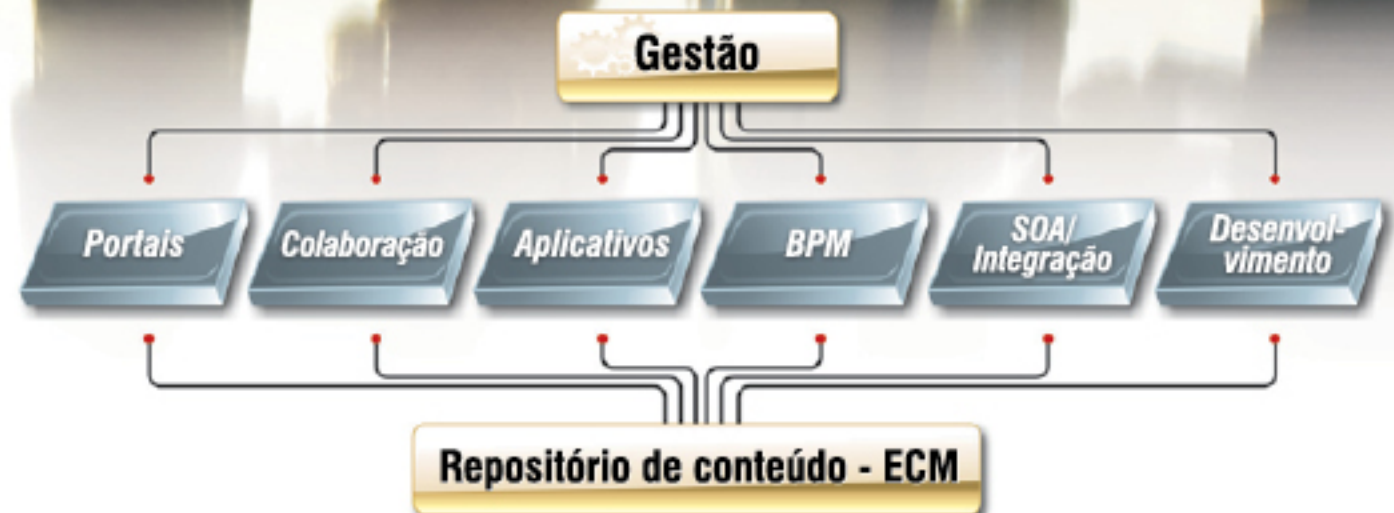 Gestão
Portais
Colaboração
Aplicativos
BPM
SOA/
Integração
Desenvol-
vimento
Repositório de conteúdo - ECM